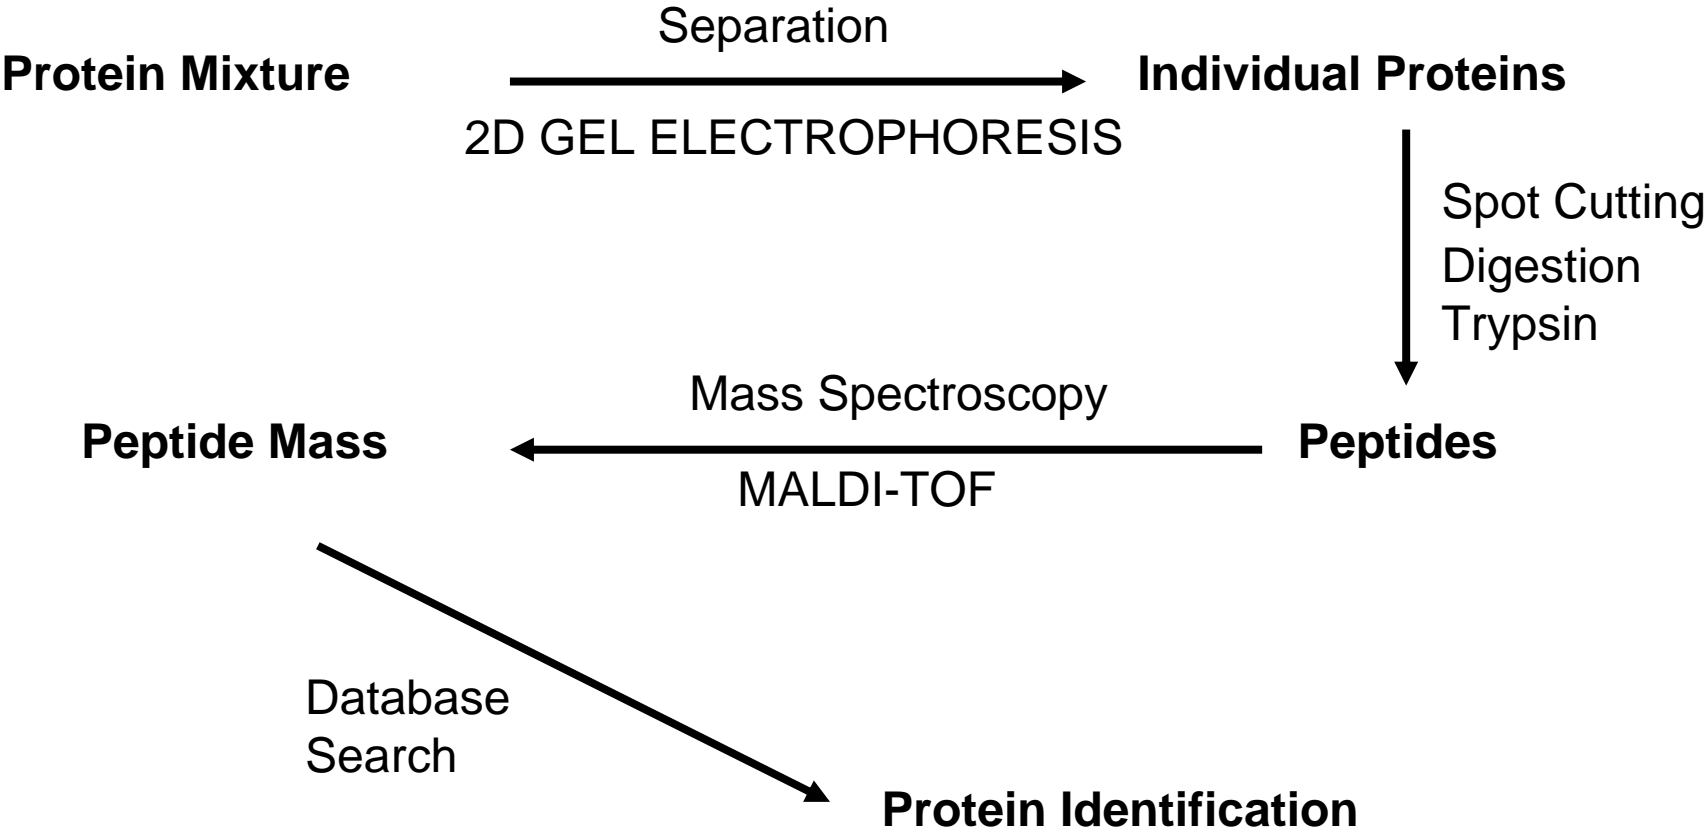 Separation
Protein Mixture
Individual Proteins
2D GEL ELECTROPHORESIS
Spot Cutting
Digestion
Trypsin
Mass Spectroscopy
Peptides
Peptide Mass
MALDI-TOF
Database
Search
Protein Identification